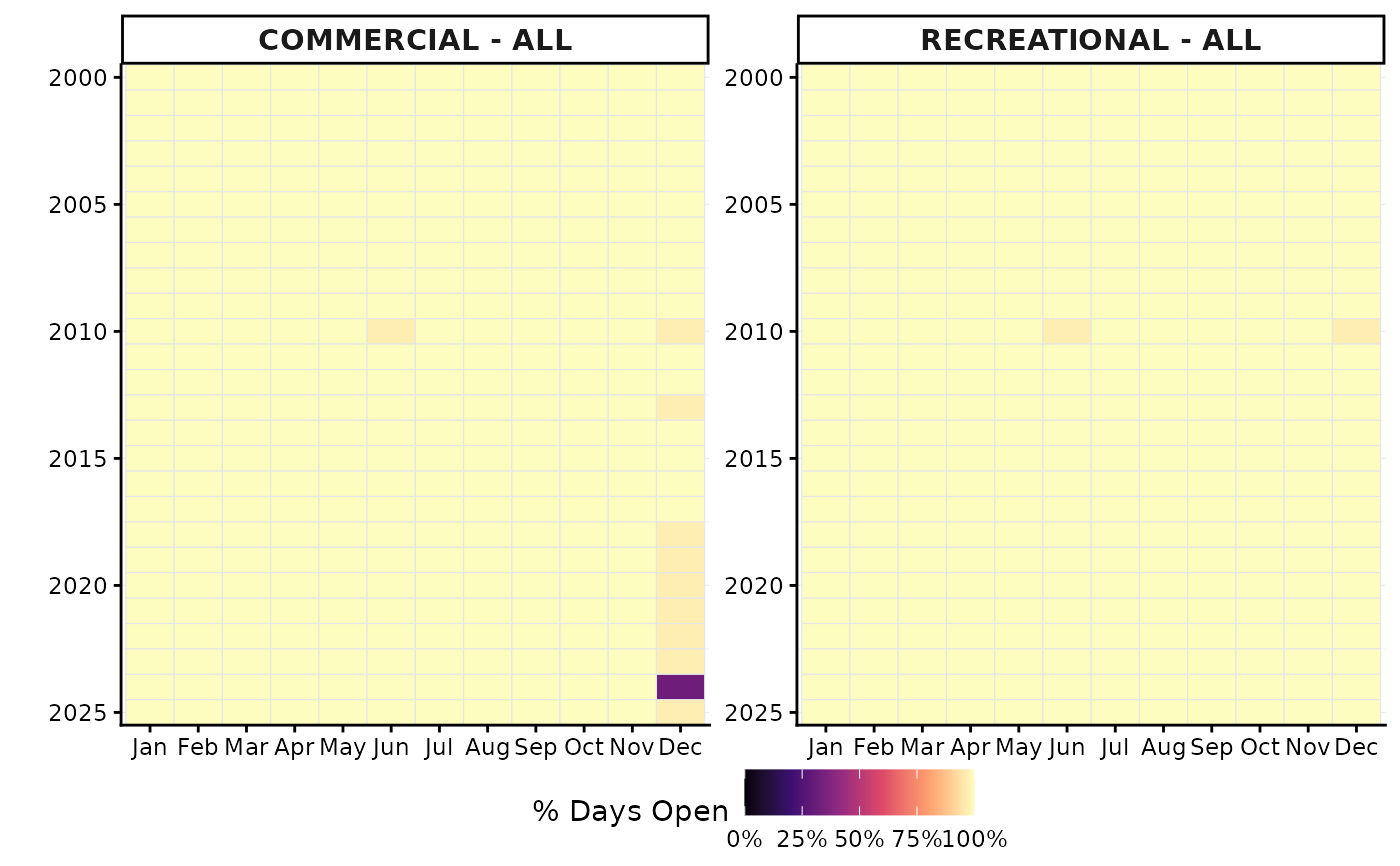 COMMERCIAL - ALL
RECREATIONAL - ALL
2000
2005
2010
2015
2020
2025
Jan Feb Mar Apr May Jun Jul Aug Sep Oct Nov Dec
2000
2005
2010
2015
2020
2025
Jan Feb Mar Apr May Jun Jul Aug Sep Oct Nov Dec
% Days Open
0% 25% 50% 75% 100%